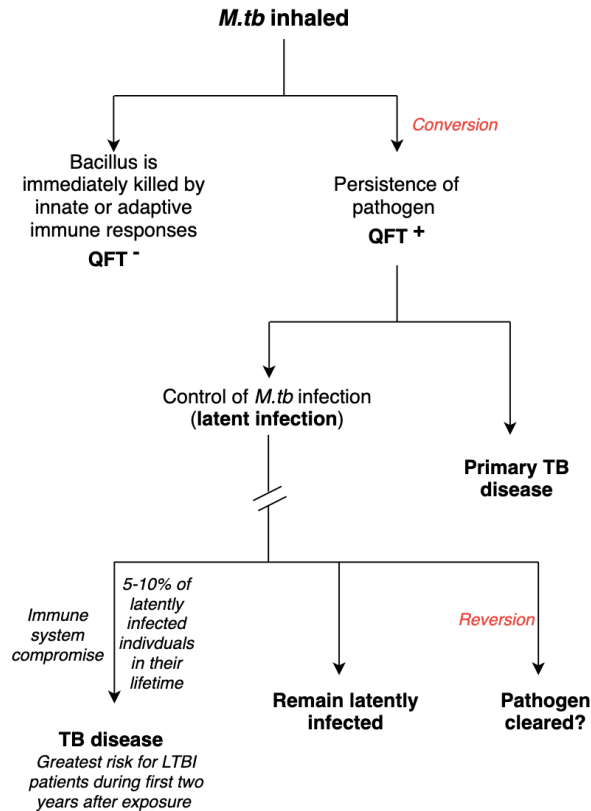 M.tb inhaled
Conversion
Bacillus is
immediately killed by
innate or adaptive
immune responses
QFT -
Persistence of
pathogen
QFT +
Control of M.tb infection
(latent infection)
Primary TB
disease
Immune
system
compromise
5-10% of
latently
infected
indivduals
in their
lifetime
Reversion
TB disease
Greatest risk for LTBI
patients during first two
years after exposure
Remain latently
infected
Pathogen
cleared?